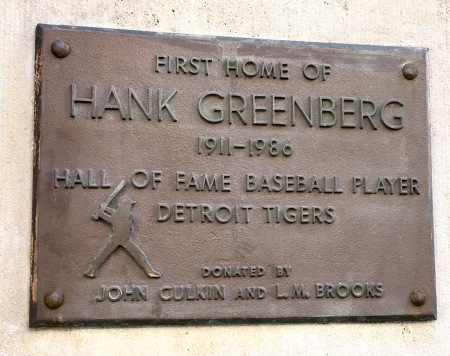 FIRST HOME OF
HANK GREENBERG
1911-1986
HALL OF FAME BASEBALL PLAYER
DETROIT TIGERS
DONATED BY
JOHN CULKIN AND L.M. BROOKS